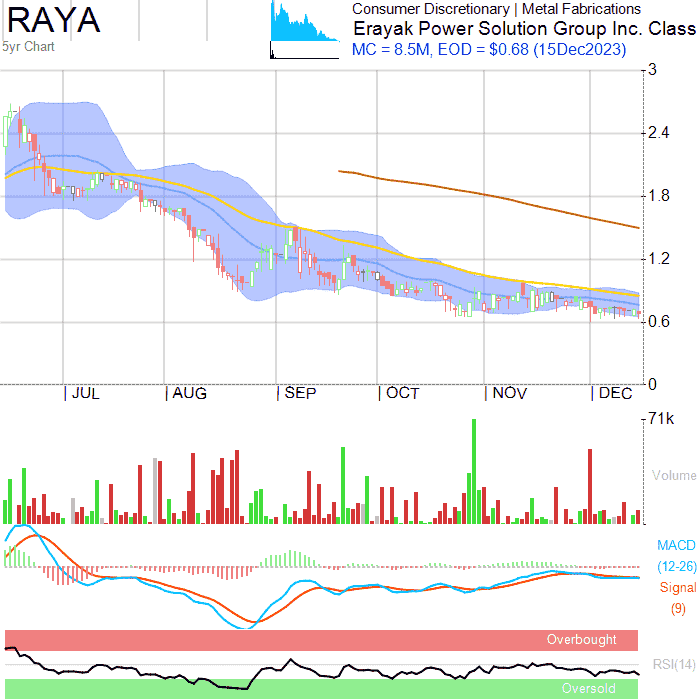 RAYA
5yr Chart
Consumer Discretionary | Metal Fabrications
Erayak Power Solution Group Inc. Class
MC = 8.5M, EOD = $0.68 (15Dec2023)
3
2.4
1.8
1.2
0.6
0
JUL AUG SEP OCT NOV DEC
71k
Volume
MACD
(12-26)
Signal
(9)
Overbought
RSI(14)
Oversold